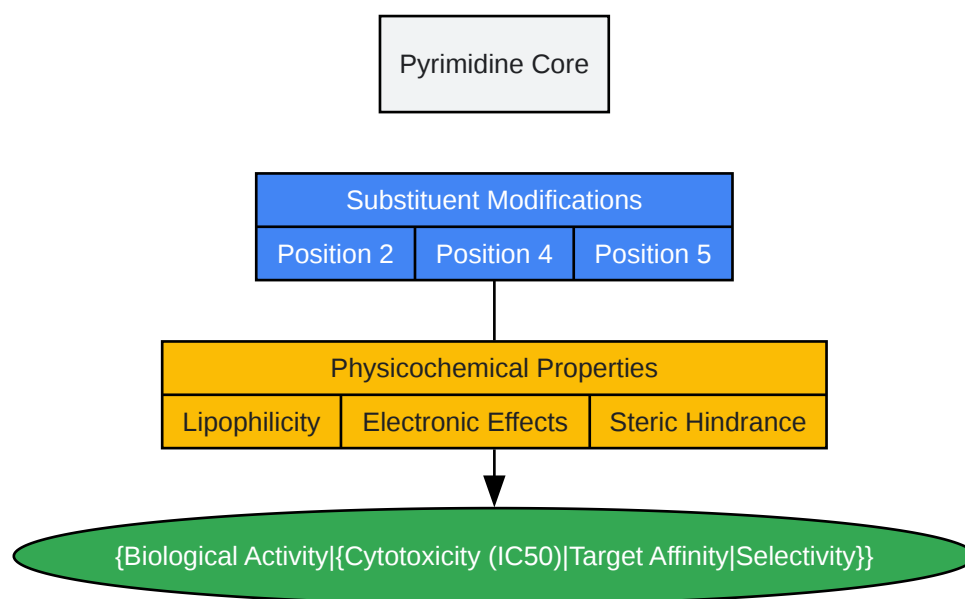 Pyrimidine Core
Substituent Modifications
Position 2 Position 4 Position 5
Physicochemical Properties
Lipophilicity Electronic Effects Steric Hindrance
{Biological Activity|{Cytotoxicity (IC50)|Target Affinity|Selectivity}}